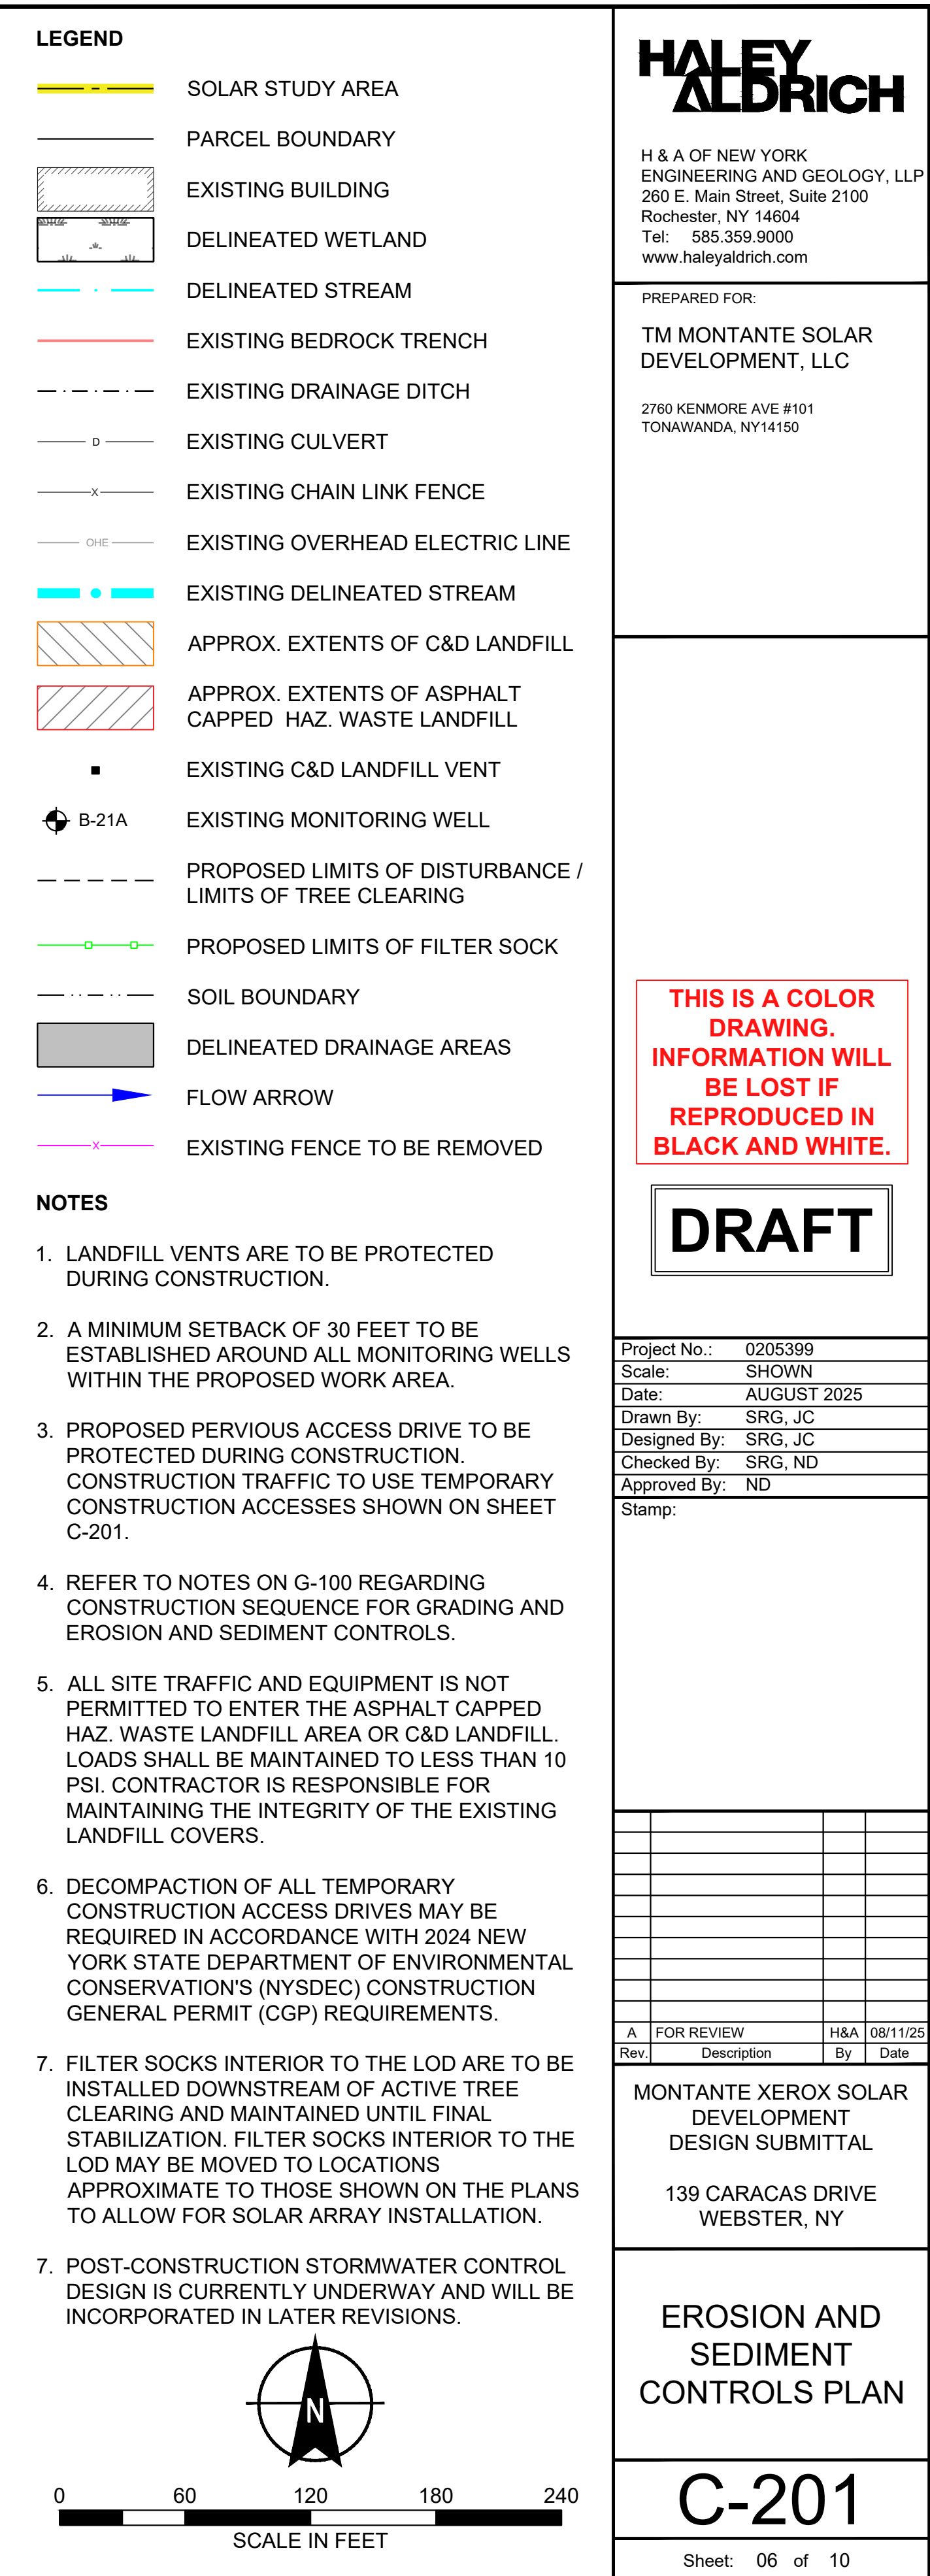 LEGEND
SOLAR STUDY AREA
PARCEL BOUNDARY
EXISTING BUILDING
DELINEATED WETLAND
DELINEATED STREAM
EXISTING BEDROCK TRENCH
EXISTING DRAINAGE DITCH
D EXISTING CULVERT
X EXISTING CHAIN LINK FENCE
OHE EXISTING OVERHEAD ELECTRIC LINE
EXISTING DELINEATED STREAM
APPROX. EXTENTS OF C&D LANDFILL
APPROX. EXTENTS OF ASPHALT
CAPPED HAZ. WASTE LANDFILL
EXISTING C&D LANDFILL VENT
B-21A EXISTING MONITORING WELL
PROPOSED LIMITS OF DISTURBANCE /
LIMITS OF TREE CLEARING
PROPOSED LIMITS OF FILTER SOCK
SOIL BOUNDARY
DELINEATED DRAINAGE AREAS
FLOW ARROW
X EXISTING FENCE TO BE REMOVED
NOTES
1. LANDFILL VENTS ARE TO BE PROTECTED
DURING CONSTRUCTION.
2. A MINIMUM SETBACK OF 30 FEET TO BE
ESTABLISHED AROUND ALL MONITORING WELLS
WITHIN THE PROPOSED WORK AREA.
3. PROPOSED PERVIOUS ACCESS DRIVE TO BE
PROTECTED DURING CONSTRUCTION.
CONSTRUCTION TRAFFIC TO USE TEMPORARY
CONSTRUCTION ACCESSES SHOWN ON SHEET
C-201.
4. REFER TO NOTES ON G-100 REGARDING
CONSTRUCTION SEQUENCE FOR GRADING AND
EROSION AND SEDIMENT CONTROLS.
5. ALL SITE TRAFFIC AND EQUIPMENT IS NOT
PERMITTED TO ENTER THE ASPHALT CAPPED
HAZ. WASTE LANDFILL AREA OR C&D LANDFILL.
LOADS SHALL BE MAINTAINED TO LESS THAN 10
PSI. CONTRACTOR IS RESPONSIBLE FOR
MAINTAINING THE INTEGRITY OF THE EXISTING
LANDFILL COVERS.
6. DECOMPACTION OF ALL TEMPORARY
CONSTRUCTION ACCESS DRIVES MAY BE
REQUIRED IN ACCORDANCE WITH 2024 NEW
YORK STATE DEPARTMENT OF ENVIRONMENTAL
CONSERVATION'S (NYSDEC) CONSTRUCTION
GENERAL PERMIT (CGP) REQUIREMENTS.
7. FILTER SOCKS INTERIOR TO THE LOD ARE TO BE
INSTALLED DOWNSTREAM OF ACTIVE TREE
CLEARING AND MAINTAINED UNTIL FINAL
STABILIZATION. FILTER SOCKS INTERIOR TO THE
LOD MAY BE MOVED TO LOCATIONS
APPROXIMATE TO THOSE SHOWN ON THE PLANS
TO ALLOW FOR SOLAR ARRAY INSTALLATION.
7. POST-CONSTRUCTION STORMWATER CONTROL
DESIGN IS CURRENTLY UNDERWAY AND WILL BE
INCORPORATED IN LATER REVISIONS.
N
0 60 120 180 240
SCALE IN FEET
HALEY
ALDRICH
H & A OF NEW YORK
ENGINEERING AND GEOLOGY, LLP
260 E. Main Street, Suite 2100
Rochester, NY 14604
Tel: 585.359.9000
www.haleyaldrich.com
PREPARED FOR:
TM MONTANTE SOLAR
DEVELOPMENT, LLC
2760 KENMORE AVE #101
TONAWANDA, NY14150
THIS IS A COLOR
DRAWING.
INFORMATION WILL
BE LOST IF
REPRODUCED IN
BLACK AND WHITE.
DRAFT
Project No.: 0205399
Scale: SHOWN
Date: AUGUST 2025
Drawn By: SRG, JC
Designed By: SRG, JC
Checked By: SRG, ND
Approved By: ND
Stamp:
A FOR REVIEW H&A 08/11/25
Rev. Description By Date
MONTANTE XEROX SOLAR
DEVELOPMENT
DESIGN SUBMITTAL
139 CARACAS DRIVE
WEBSTER, NY
EROSION AND
SEDIMENT
CONTROLS PLAN
C-201
Sheet: 06 of 10